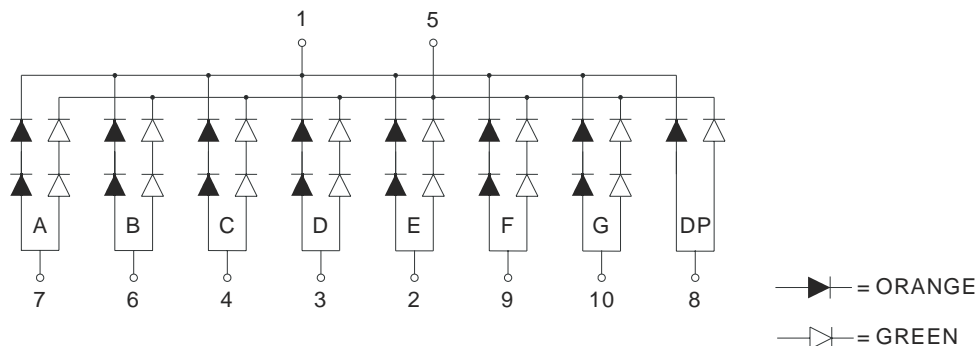 1 5
A B C D E F G DP
7 6 4 3 2 9 10 8
= ORANGE
= GREEN